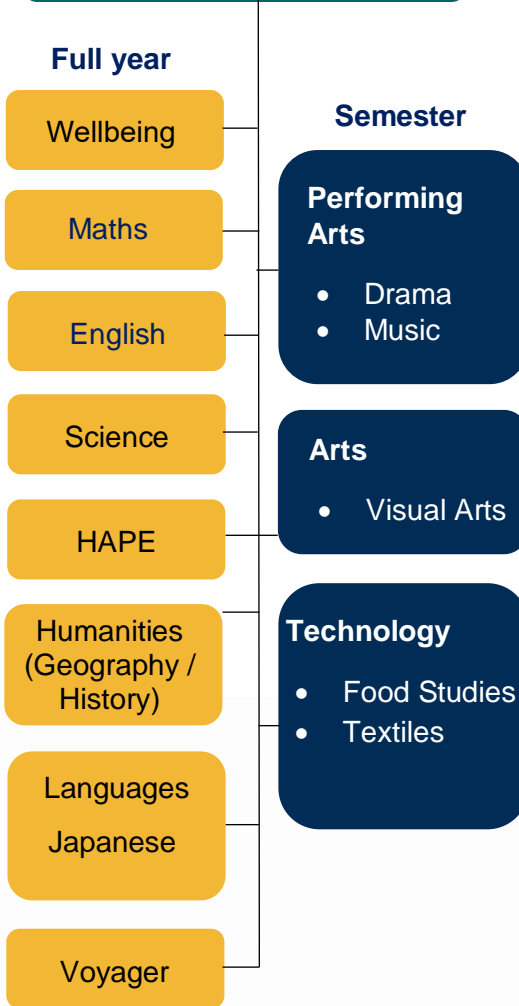 Full year
Wellbeing
Maths
English
Science
HAPE
Humanities
(Geography /
History)
Languages
Japanese
Voyager
Semester
Performing
Arts
• Drama
• Music
Arts
• Visual Arts
Technology
• Food Studies
• Textiles